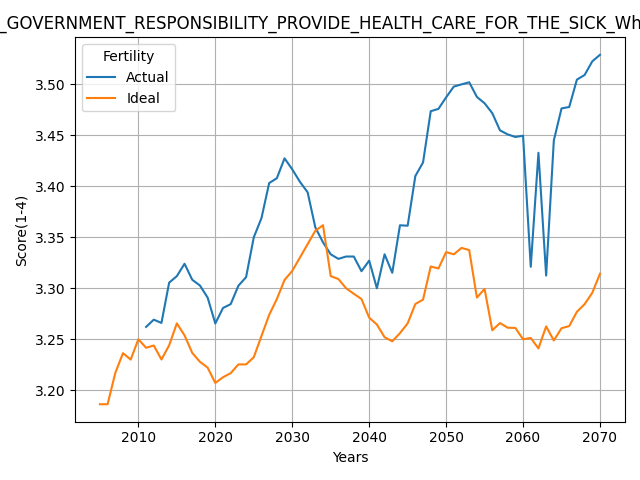 _GOVERNMENT_RESPONSIBILITY_PROVIDE_HEALTH_CARE_FOR_THE_SICK_Wh
Fertility
Actual
Ideal
Score(1-4)
3.50
3.45
3.40
3.35
3.30
3.25
3.20
2010 2020 2030 2040 2050 2060 2070
Years